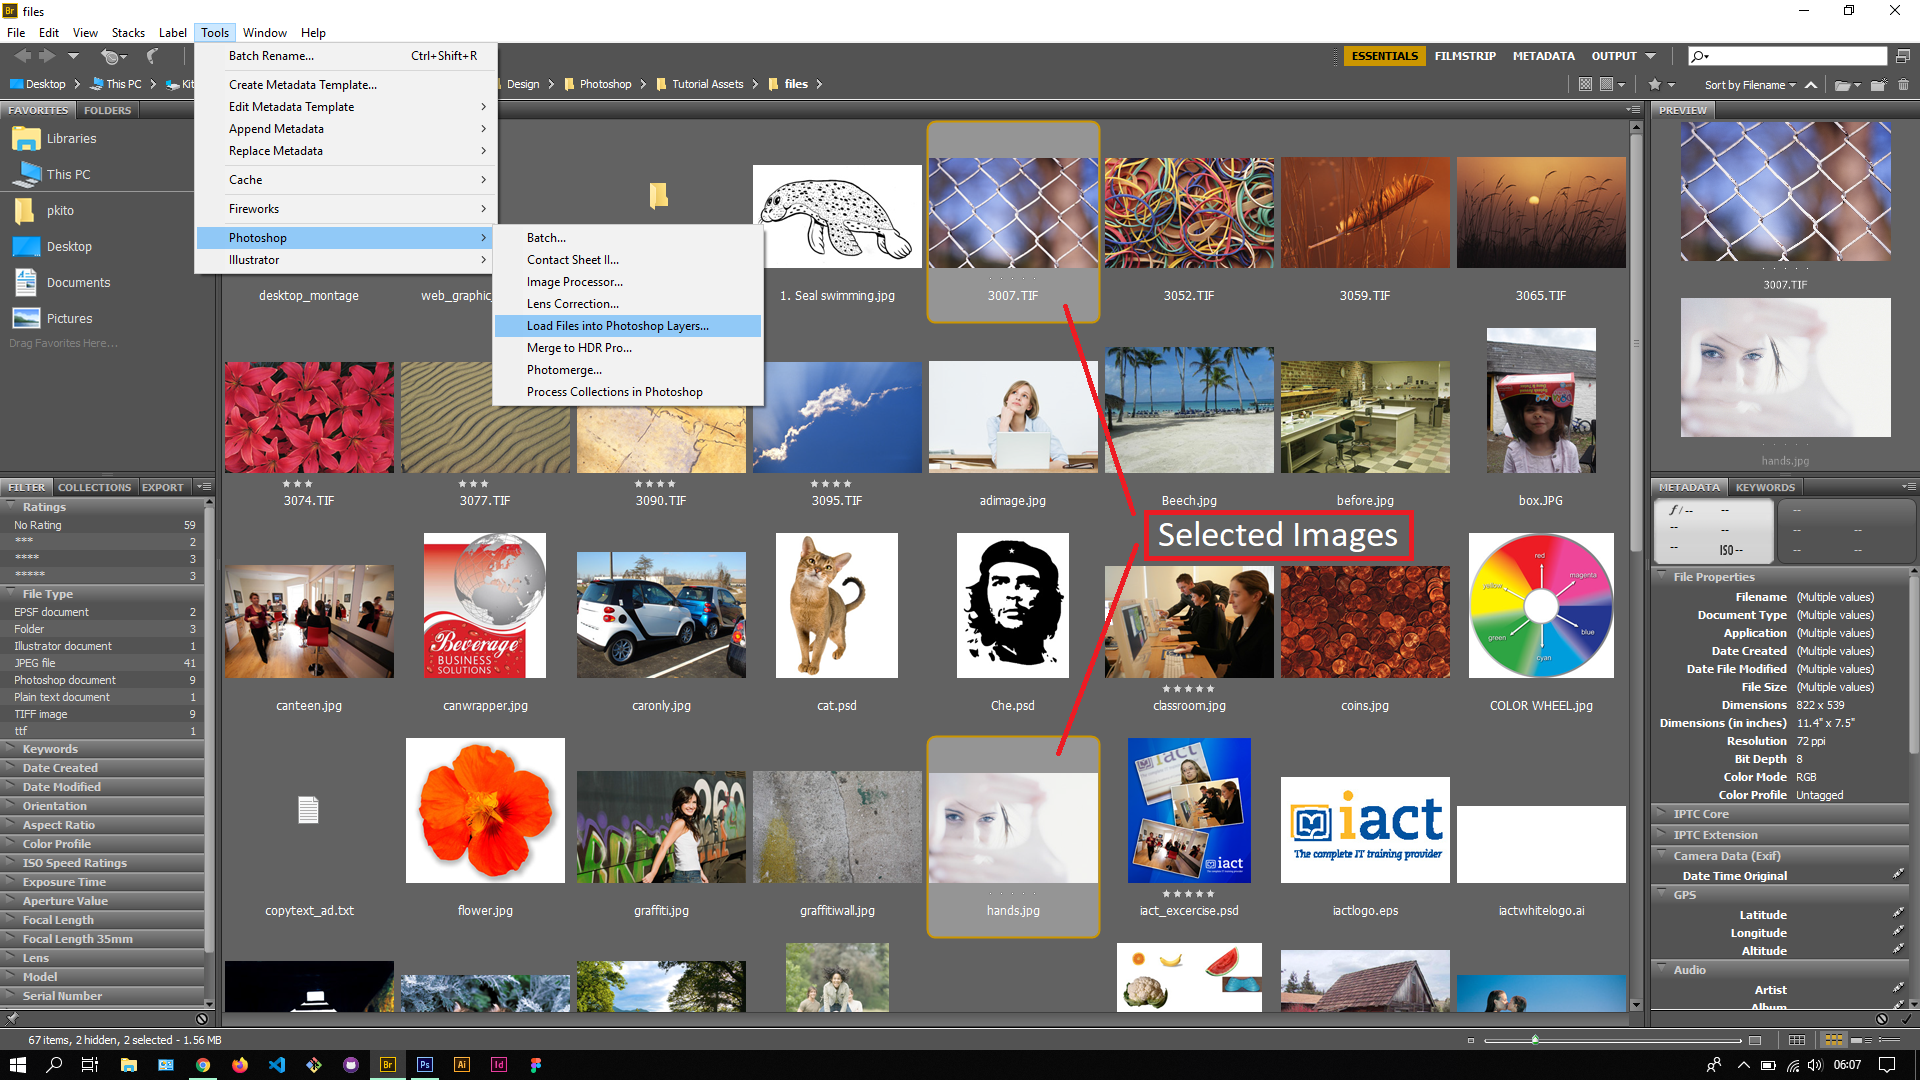 Br files
File Edit View Stacks Label Tools Window Help
ESSENTIALS FILMSTRIP METADATA OUTPUT
Desktop This PC Design Photoshop Tutorial Assets files
Sort by Filename
Batch Rename... Ctrl+Shift+R
Create Metadata Template...
Edit Metadata Template
Append Metadata
Replace Metadata
Cache
Fireworks
Photoshop
Illustrator
Batch...
Contact Sheet II...
Image Processor...
Lens Correction...
Load Files into Photoshop Layers...
Merge to HDR Pro...
Photomerge...
Process Collections in Photoshop
FAVORITES FOLDERS
Libraries
This PC
pkito
Desktop
Documents
Pictures
Drag Favorites Here...
FILTER COLLECTIONS EXPORT
Ratings
No Rating 59
*** 2
**** 3
***** 3
File Type
EPSF document 2
Folder 3
Illustrator document 1
JPEG file 41
Photoshop document 9
Plain text document 1
TIFF image 9
ttf 1
Keywords
Date Created
Date Modified
Orientation
Aspect Ratio
Color Profile
ISO Speed Ratings
Exposure Time
Aperture Value
Focal Length
Focal Length 35mm
Lens
Model
Serial Number
desktop_montage web_graphic 1. Seal swimming.jpg 3007.TIF 3052.TIF 3059.TIF 3065.TIF
3074.TIF 3077.TIF 3090.TIF 3095.TIF adimage.jpg Beech.jpg before.jpg box.JPG
Selected Images
Beverage
BUSINESS
SOLUTIONS
red
magenta
blue
cyan
green
yellow
canteen.jpg canwrapper.jpg caronly.jpg cat.psd Che.psd classroom.jpg coins.jpg COLOR WHEEL.jpg
iact
iact
The complete IT training provider
copytext_ad.txt flower.jpg graffiti.jpg graffitiwall.jpg hands.jpg iact_excercise.psd iactlogo.eps iactwhitelogo.ai
PREVIEW
3007.TIF
hands.jpg
METADATA KEYWORDS
f/-- --
-- --
-- ISO --
--
-- --
-- --
File Properties
Filename (Multiple values)
Document Type (Multiple values)
Application (Multiple values)
Date Created (Multiple values)
Date File Modified (Multiple values)
File Size (Multiple values)
Dimensions 822 x 539
Dimensions (in inches) 11.4" x 7.5"
Resolution 72 ppi
Bit Depth 8
Color Mode RGB
Color Profile Untagged
IPTC Core
IPTC Extension
Camera Data (Exif)
Date Time Original
GPS
Latitude
Longitude
Altitude
Audio
Artist
Album
67 items, 2 hidden, 2 selected - 1.56 MB
Br Ps Ai Id 06:07